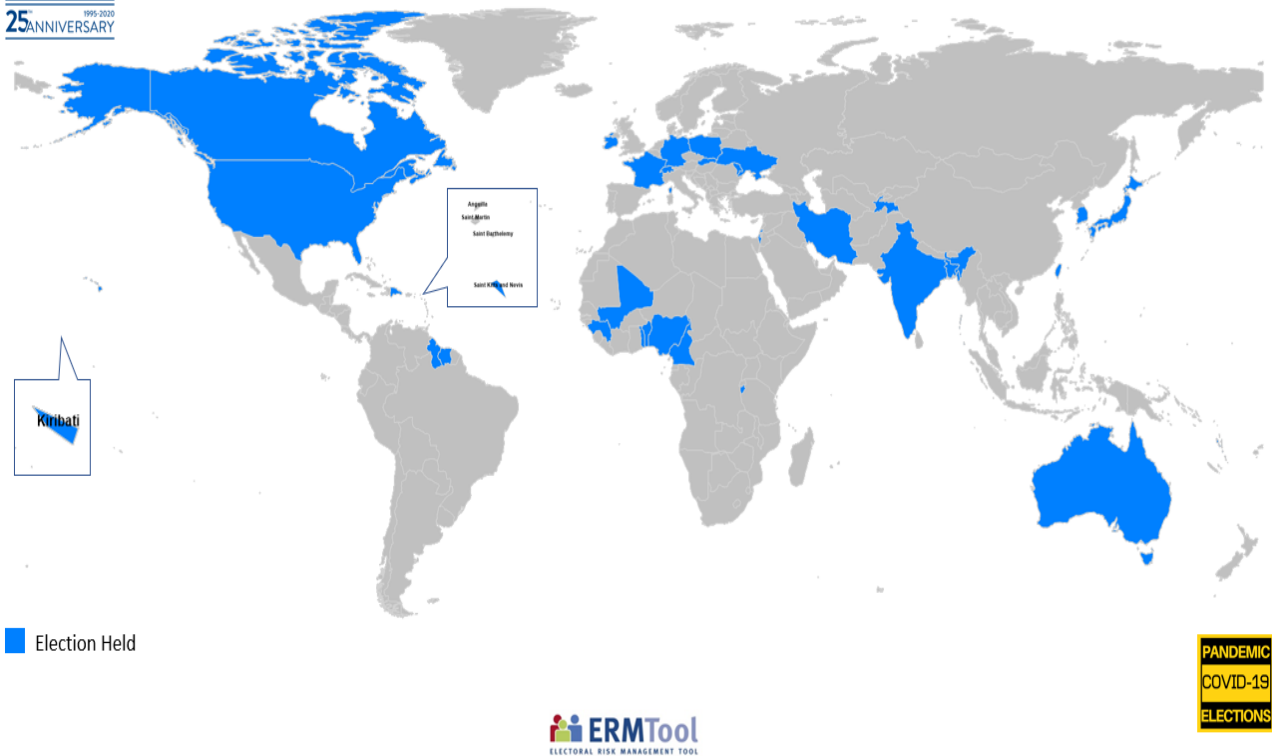 1995-2020
25TH ANNIVERSARY
Anguilla
Saint Martin
Saint Barthelemy
Saint Kitts and Nevis
Kiribati
Election Held
PANDEMIC
COVID-19
ELECTIONS
ERMTool
ELECTORAL RISK MANAGEMENT TOOL